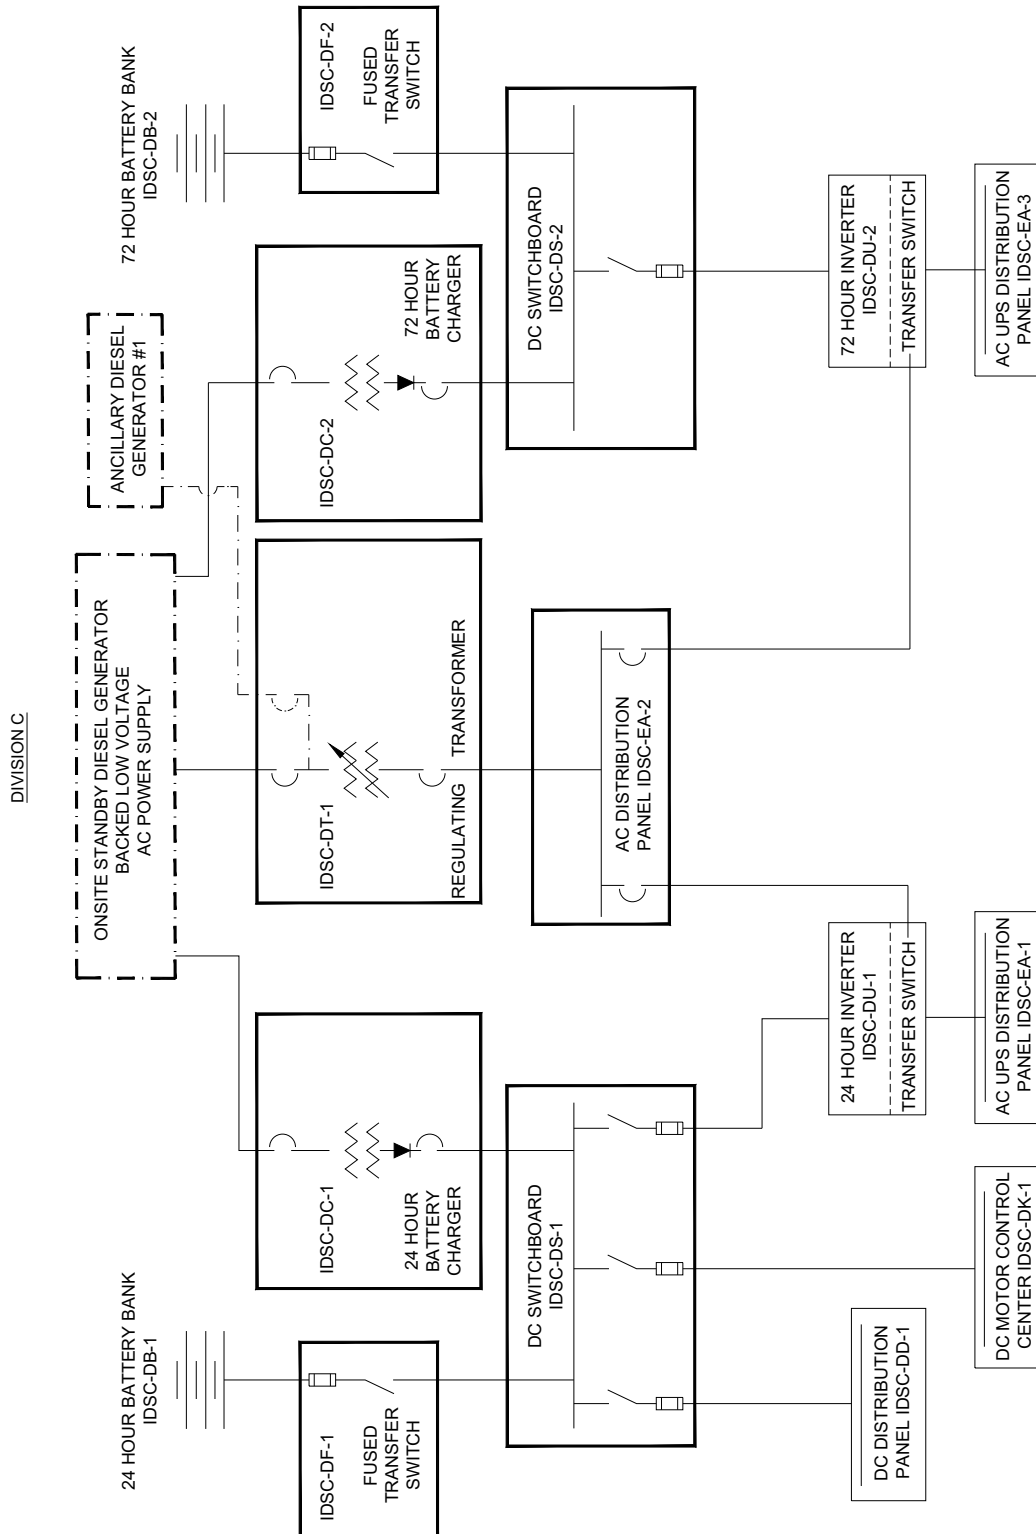 DIVISION C
ONSITE STANDBY DIESEL GENERATOR
BACKED LOW VOLTAGE
AC POWER SUPPLY
ANCILLARY DIESEL
GENERATOR #1
24 HOUR BATTERY BANK
IDSC-DB-1
72 HOUR BATTERY BANK
IDSC-DB-2
IDSC-DF-1
FUSED
TRANSFER
SWITCH
IDSC-DC-1
24 HOUR
BATTERY
CHARGER
IDSC-DT-1
REGULATING TRANSFORMER
IDSC-DC-2
72 HOUR
BATTERY
CHARGER
IDSC-DF-2
FUSED
TRANSFER
SWITCH
DC SWITCHBOARD
IDSC-DS-1
AC DISTRIBUTION
PANEL IDSC-EA-2
DC SWITCHBOARD
IDSC-DS-2
24 HOUR INVERTER
IDSC-DU-1
TRANSFER SWITCH
72 HOUR INVERTER
IDSC-DU-2
TRANSFER SWITCH
DC DISTRIBUTION
PANEL IDSC-DD-1
DC MOTOR CONTROL
CENTER IDSC-DK-1
AC UPS DISTRIBUTION
PANEL IDSC-EA-1
AC UPS DISTRIBUTION
PANEL IDSC-EA-3